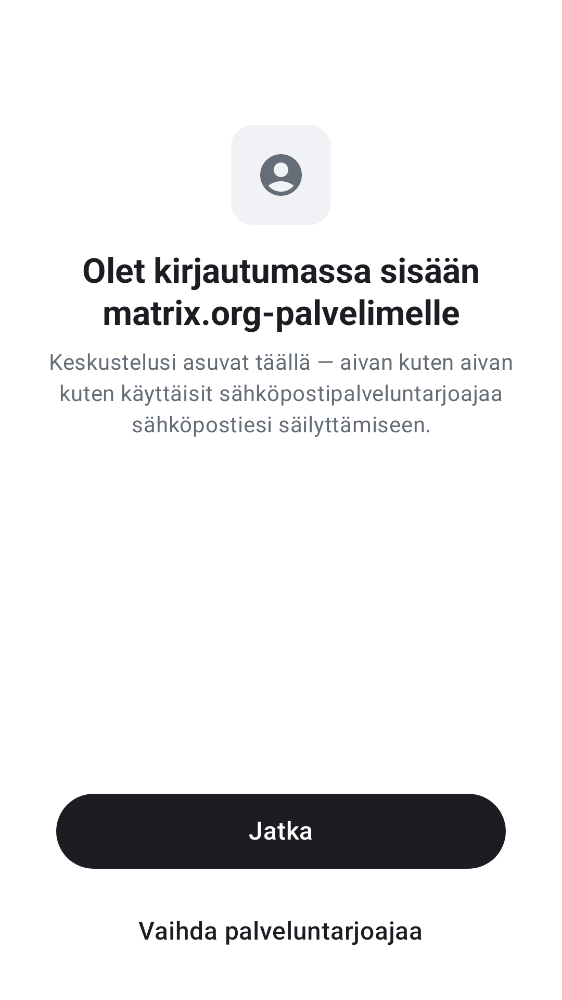 Olet kirjautumassa sisään
matrix.org-palvelimelle
Keskustelusi asuvat täällä — aivan kuten aivan
kuten käyttäisit sähköpostipalveluntarjoajaa
sähköpostiesi säilyttämiseen.
Jatka
Vaihda palveluntarjoajaa